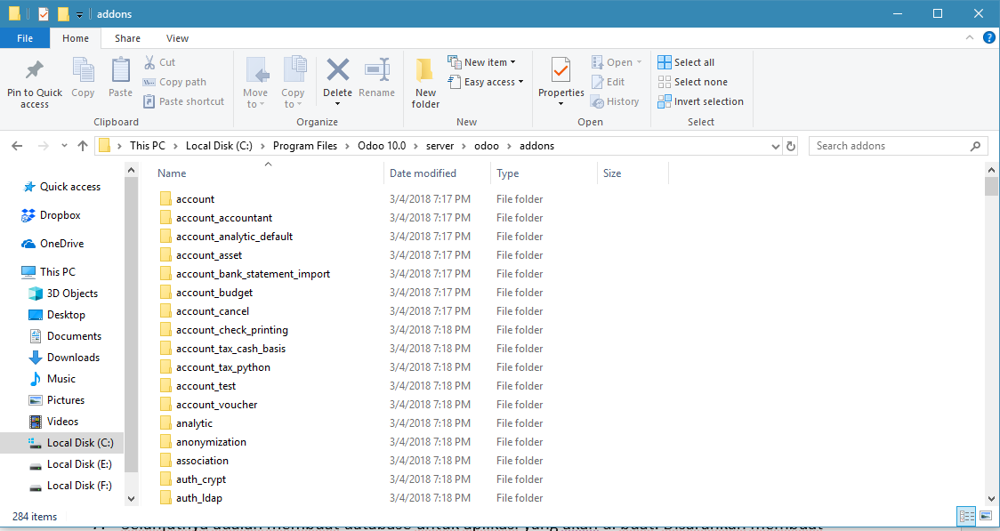 addons
File Home Share View
Pin to Quick access
Copy
Paste
Cut
Copy path
Paste shortcut
Clipboard
Move to
Copy to
Delete
Rename
Organize
New folder
New item
Easy access
New
Properties
Open
Edit
History
Open
Select all
Select none
Invert selection
Select
This PC > Local Disk (C:) > Program Files > Odoo 10.0 > server > odoo > addons
Search addons
Quick access
Dropbox
OneDrive
This PC
3D Objects
Desktop
Documents
Downloads
Music
Pictures
Videos
Local Disk (C:)
Local Disk (E:)
Local Disk (F:)
Name Date modified Type Size
account 3/4/2018 7:17 PM File folder
account_accountant 3/4/2018 7:17 PM File folder
account_analytic_default 3/4/2018 7:17 PM File folder
account_asset 3/4/2018 7:17 PM File folder
account_bank_statement_import 3/4/2018 7:17 PM File folder
account_budget 3/4/2018 7:17 PM File folder
account_cancel 3/4/2018 7:17 PM File folder
account_check_printing 3/4/2018 7:18 PM File folder
account_tax_cash_basis 3/4/2018 7:18 PM File folder
account_tax_python 3/4/2018 7:18 PM File folder
account_test 3/4/2018 7:18 PM File folder
account_voucher 3/4/2018 7:18 PM File folder
analytic 3/4/2018 7:18 PM File folder
anonymization 3/4/2018 7:18 PM File folder
association 3/4/2018 7:18 PM File folder
auth_crypt 3/4/2018 7:18 PM File folder
auth_ldap 3/4/2018 7:18 PM File folder
284 items
Selanjutnya adalah membuat database untuk aplikasi yang akan di buat. Disarankan membuat